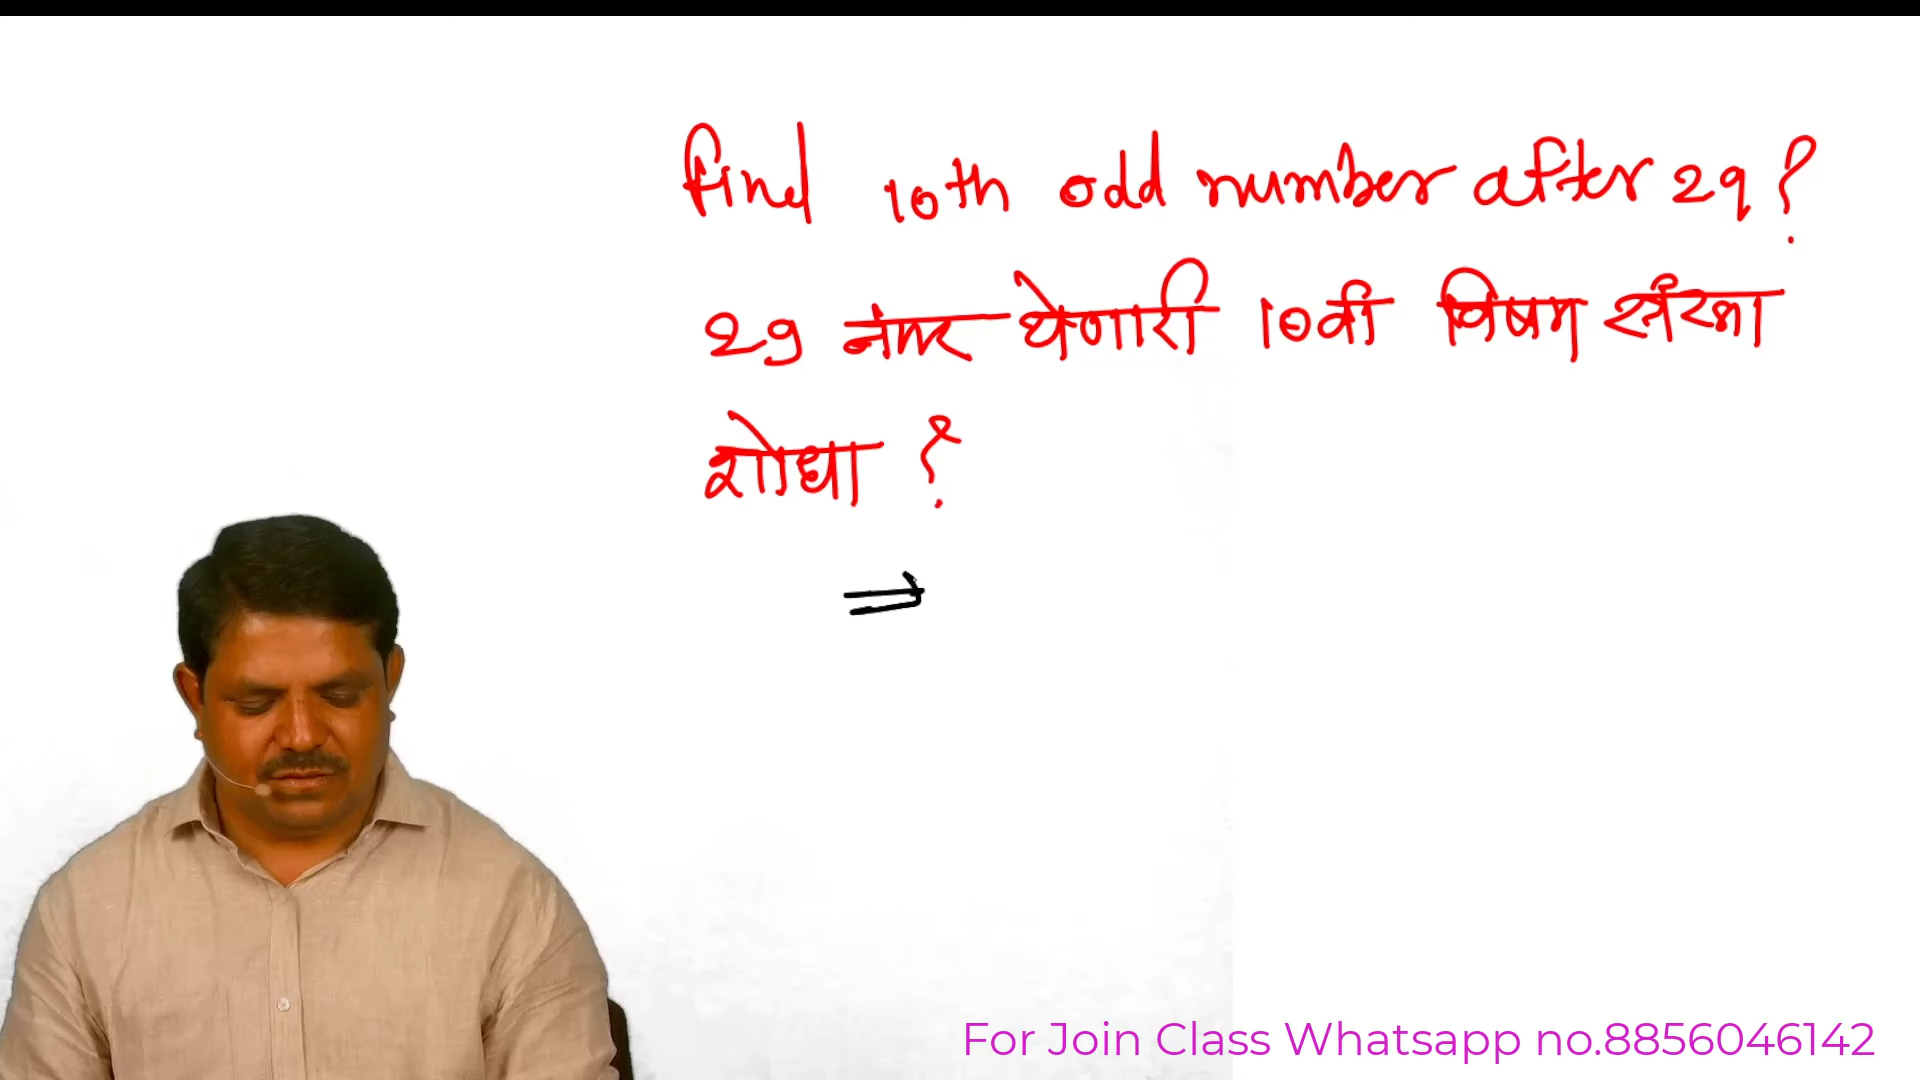 Find 10th odd number after 29?
29 नंतर येणारी 10वी विषम संख्या
शोधा ?
For Join Class Whatsapp no.8856046142